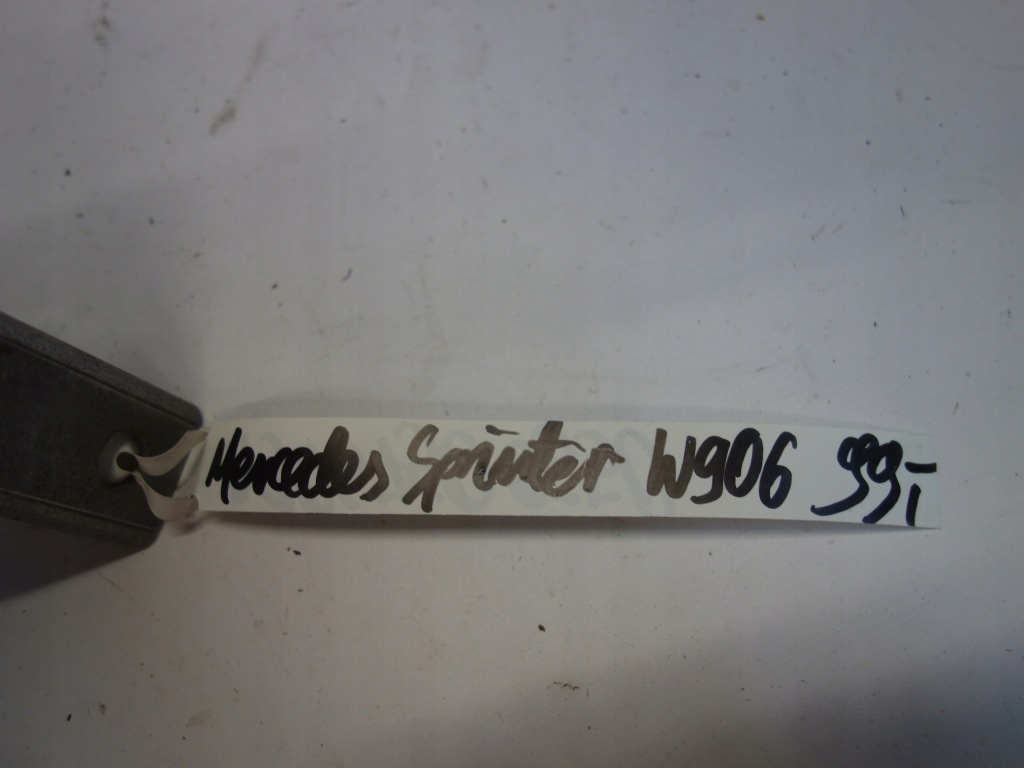 Mercedes Sprinter W906 99,-